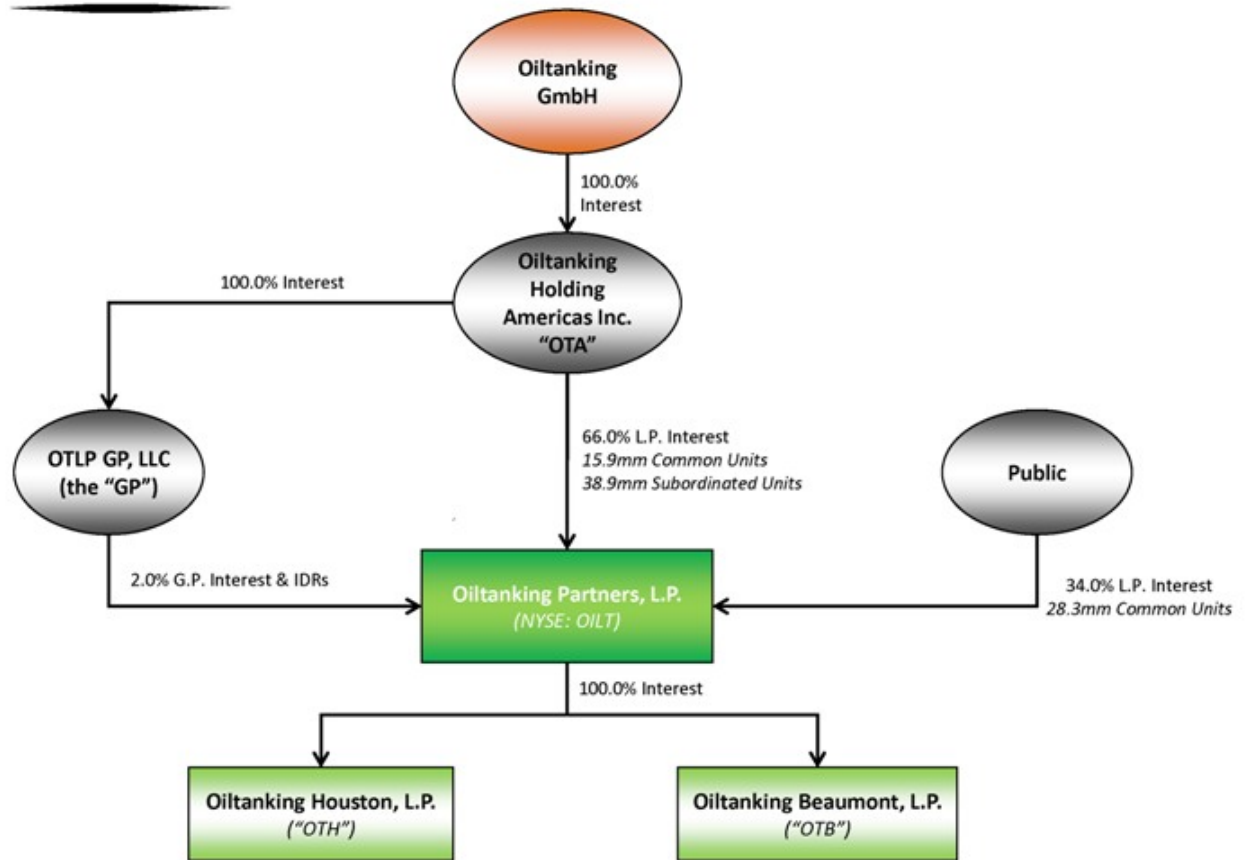 Oiltanking
GmbH
100.0%
Interest
Oiltanking
Holding
Americas Inc.
“OTA”
100.0% Interest
OTLP GP, LLC
(the “GP”)
66.0% L.P. Interest
15.9mm Common Units
38.9mm Subordinated Units
Public
2.0% G.P. Interest & IDRs
Oiltanking Partners, L.P.
(NYSE: OILT)
34.0% L.P. Interest
28.3mm Common Units
100.0% Interest
Oiltanking Houston, L.P.
(“OTH”)
Oiltanking Beaumont, L.P.
(“OTB”)